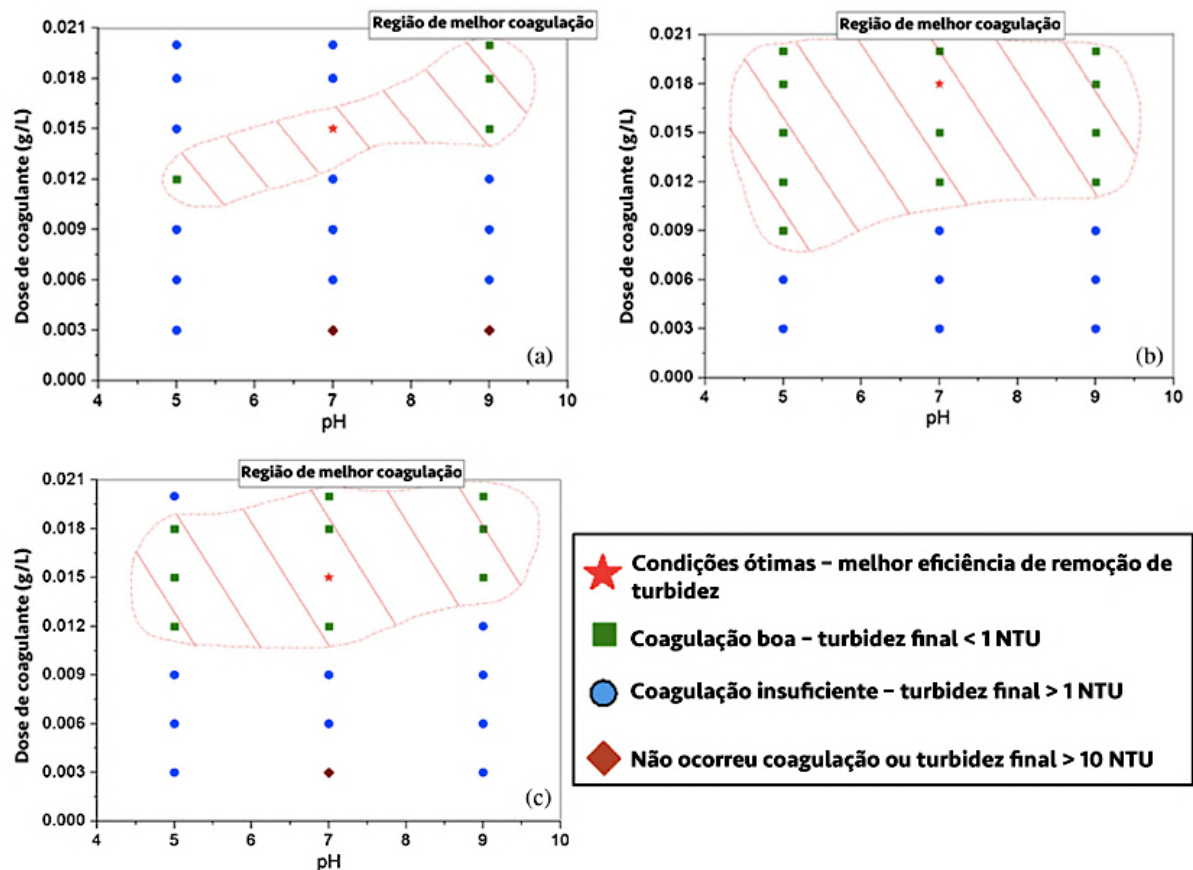 Região de melhor coagulação
Dose de coagulante (g/L)
0.021
0.018
0.015
0.012
0.009
0.006
0.003
0.000
4 5 6 7 8 9 10
pH
(a)
Região de melhor coagulação
Dose de coagulante (g/L)
0.021
0.018
0.015
0.012
0.009
0.006
0.003
0.000
4 5 6 7 8 9 10
pH
(b)
Região de melhor coagulação
Dose de coagulante (g/L)
0.021
0.018
0.015
0.012
0.009
0.006
0.003
0.000
4 5 6 7 8 9 10
pH
(c)
Condições ótimas – melhor eficiência de remoção de
turbidez
Coagulação boa – turbidez final < 1 NTU
Coagulação insuficiente – turbidez final > 1 NTU
Não ocorreu coagulação ou turbidez final > 10 NTU